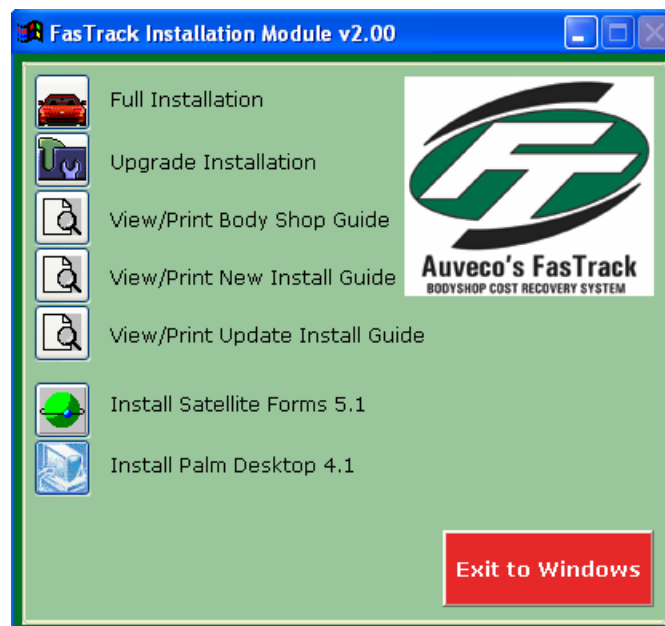 FasTrack Installation Module v2.00
Full Installation
Upgrade Installation
View/Print Body Shop Guide
View/Print New Install Guide
View/Print Update Install Guide
Install Satellite Forms 5.1
Install Palm Desktop 4.1
FT
Auveco's FasTrack
BODYSHOP COST RECOVERY SYSTEM
Exit to Windows